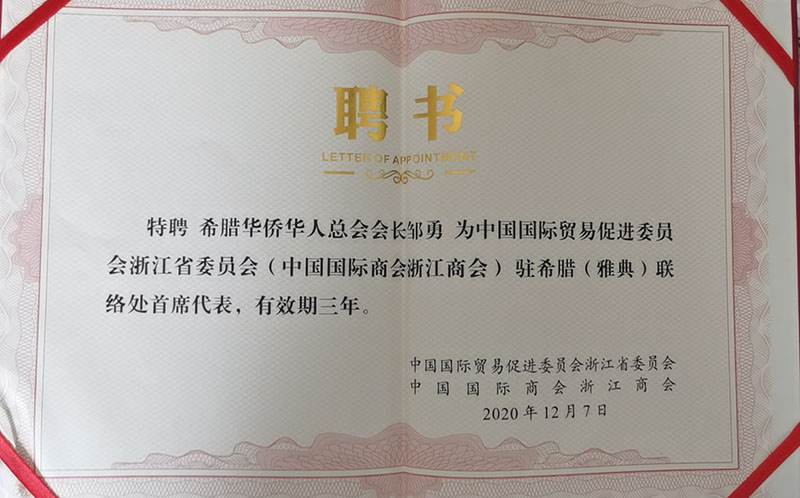 聘书
LETTER OF APPOINTMENT
特聘 希腊华侨华人总会会长邹勇 为中国国际贸易促进委员
会浙江省委员会（中国国际商会浙江商会）驻希腊（雅典）联
络处首席代表，有效期三年。
中国国际贸易促进委员会浙江省委员会
中国国际商会浙江商会
2020年12月7日